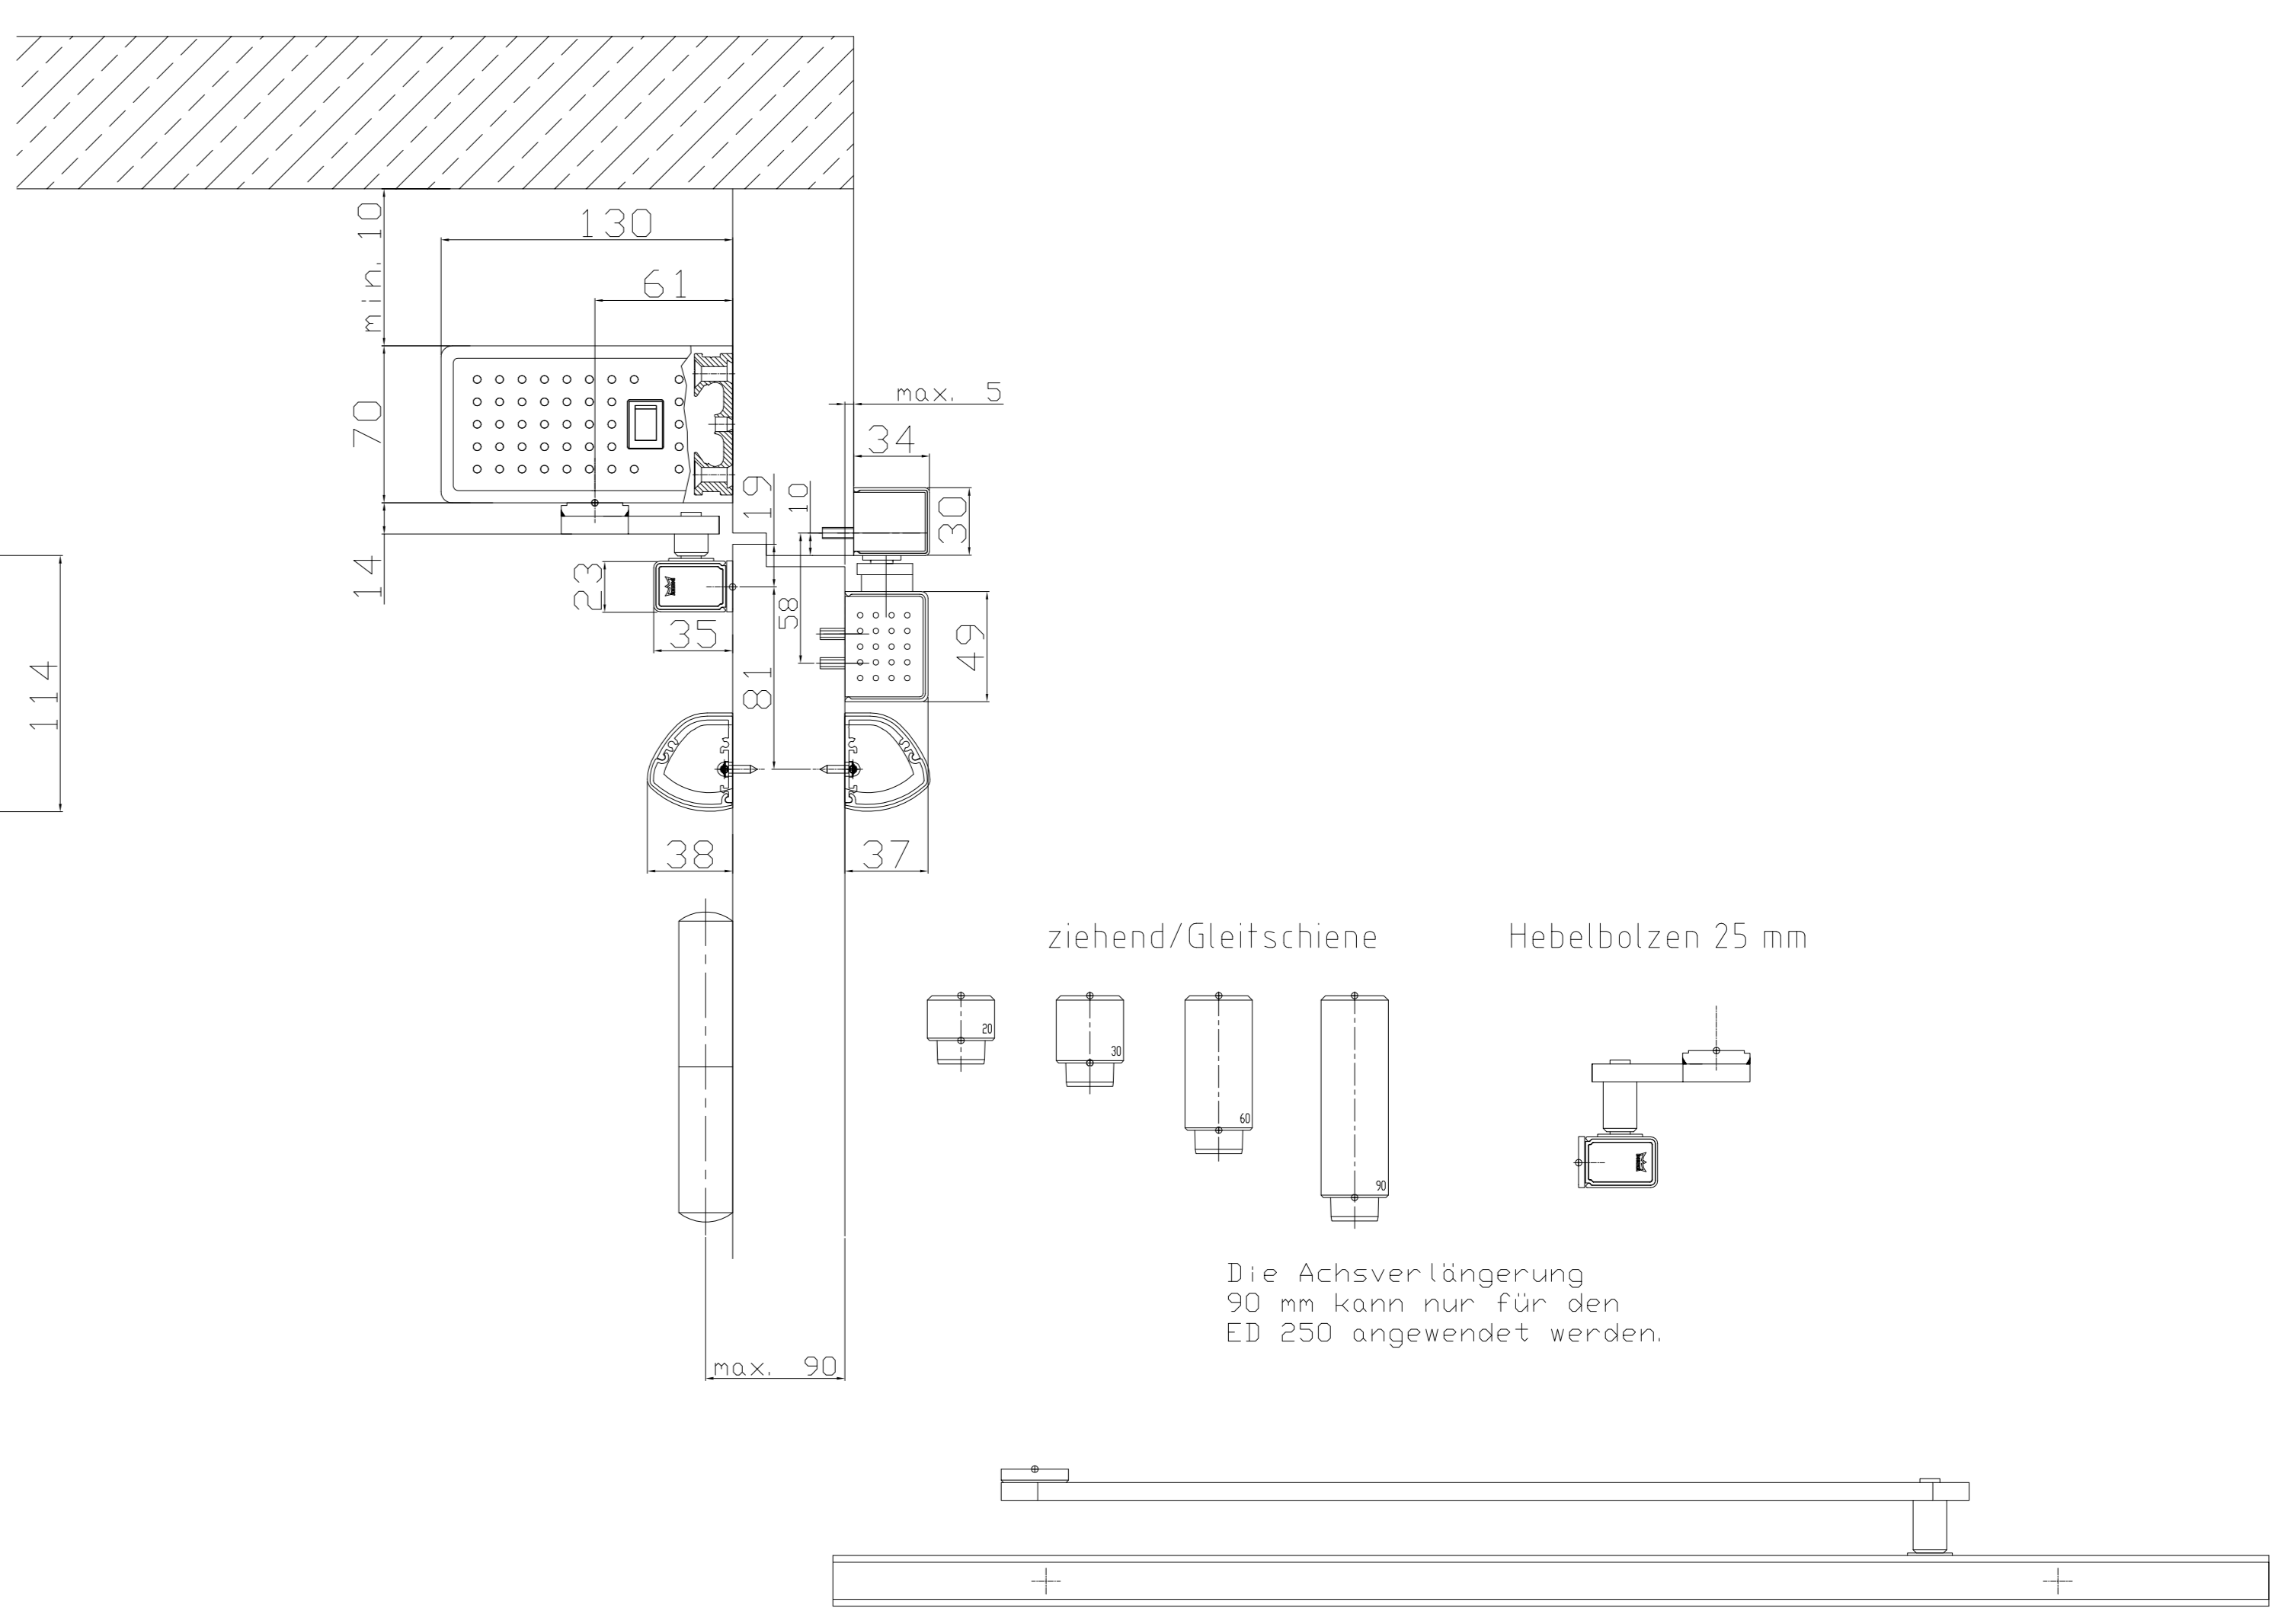 min. 10
130
61
70
max. 5
34
19
10
30
14
23
58
35
49
114
81
38
37
ziehend/Gleitschiene
Hebelbolzen 25 mm
20
30
60
90
Die Achsverlängerung
90 mm kann nur für den
ED 250 angewendet werden.
max. 90